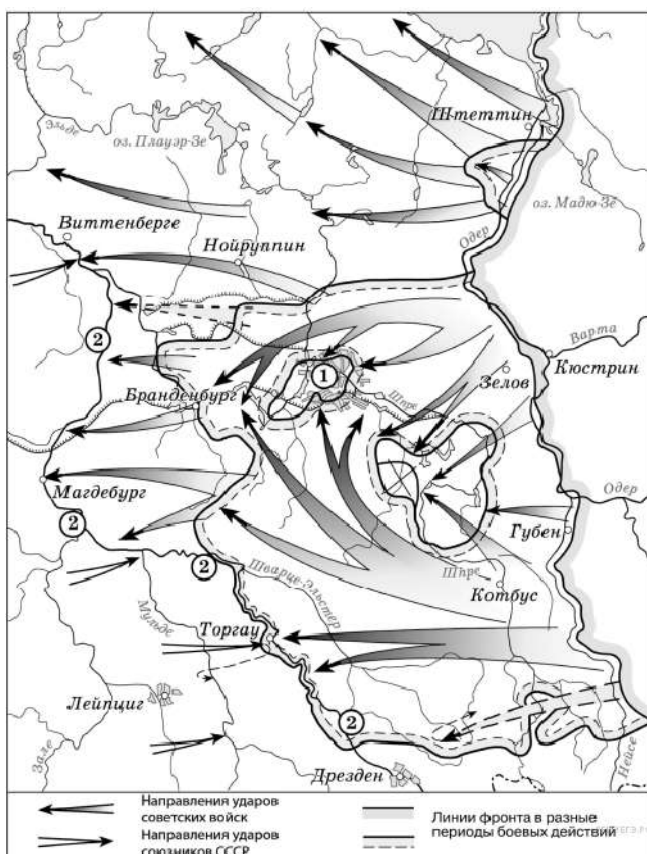 Штеттин
Эльде
оз. Плауэр-Зе
оз. Мадю-Зе
Виттенберге
Нойруппин
Одер
2
Варта
Кюстрин
1
Зелов
Бранденбург
Шпре
Магдебург
Одер
2
Губен
2
Шпре
Шварце-Эльстер
Котбус
Мульде
Торгау
Лейпциг
2
Зале
Дрезден
Нейсе
Направления ударов
советских войск
Направления ударов
союзников СССР
Линии фронта в разные
периоды боевых действий